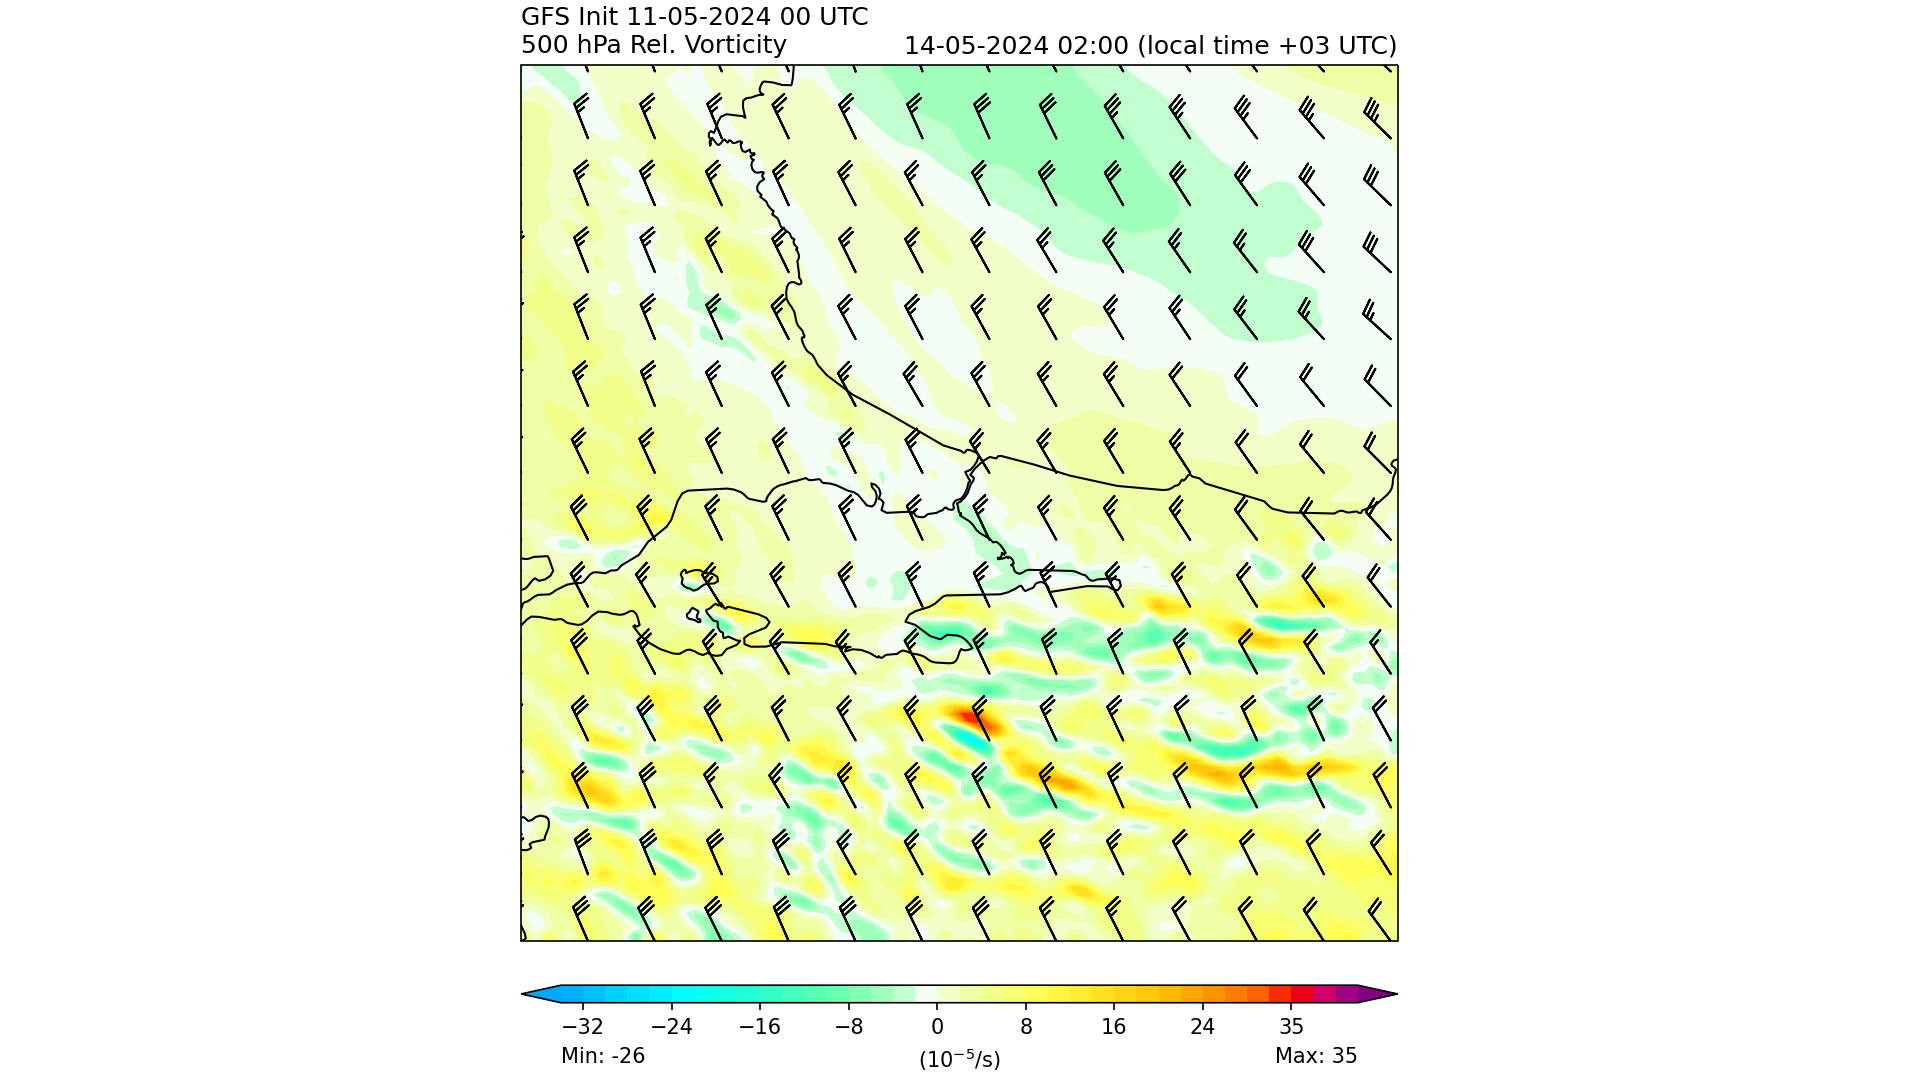 GFS Init 11-05-2024 00 UTC
500 hPa Rel. Vorticity
14-05-2024 02:00 (local time +03 UTC)
−32 −24 −16 −8 0 8 16 24 35
Min: -26
(10⁻⁵/s)
Max: 35